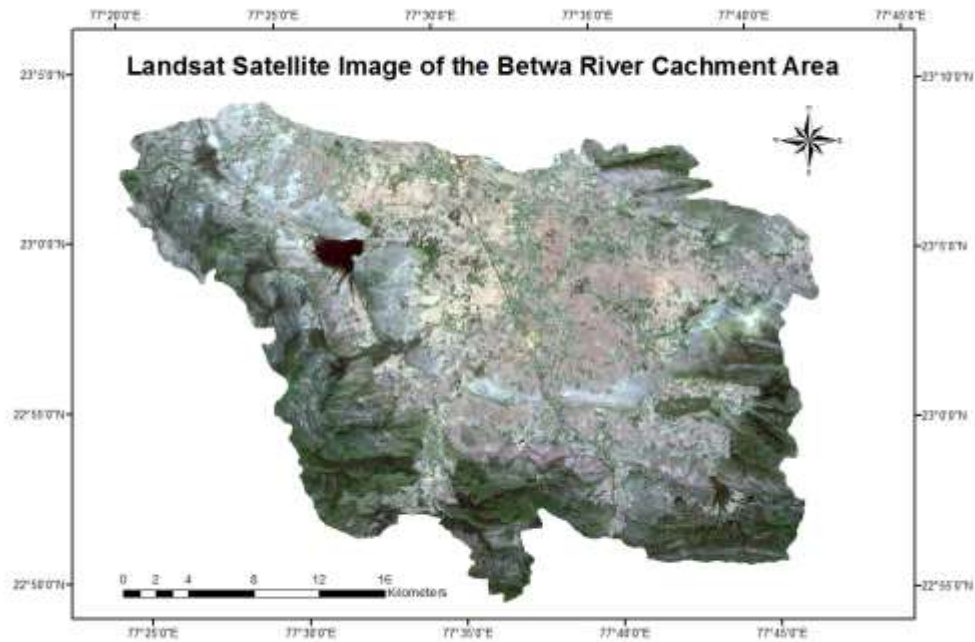 77°20'0"E 77°25'0"E 77°30'0"E 77°35'0"E 77°40'0"E 77°45'0"E
Landsat Satellite Image of the Betwa River Cachment Area
23°5'0"N 23°10'0"N
N
23°0'0"N 23°5'0"N
22°55'0"N 23°0'0"N
0 2 4 8 12 16
Kilometers
22°50'0"N 22°55'0"N
77°25'0"E 77°30'0"E 77°35'0"E 77°40'0"E 77°45'0"E